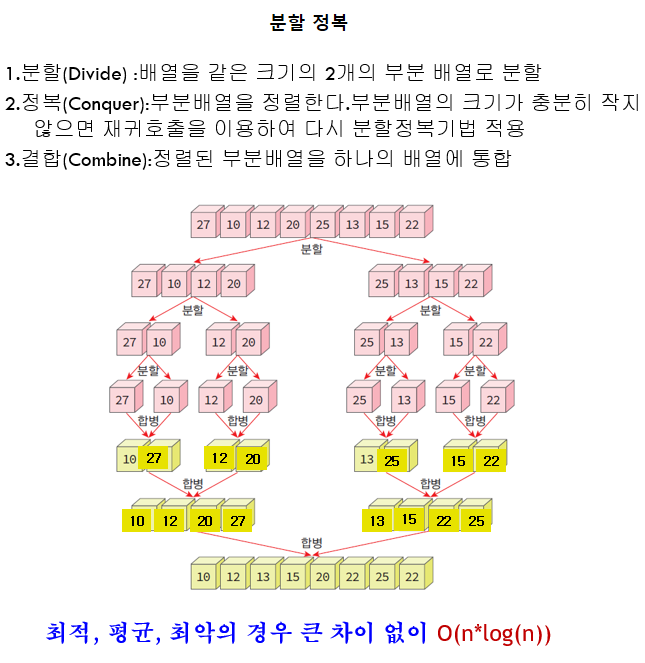 분할 정복
1.분할(Divide) :배열을 같은 크기의 2개의 부분 배열로 분할
2.정복(Conquer):부분배열을 정렬한다.부분배열의 크기가 충분히 작지
않으면 재귀호출을 이용하여 다시 분할정복기법 적용
3.결합(Combine):정렬된 부분배열을 하나의 배열에 통합
27 10 12 20 25 13 15 22
분할
27 10 12 20 25 13 15 22
분할 분할
27 10 12 20 25 13 15 22
분할 분할 분할 분할
27 10 12 20 25 13 15 22
합병 합병 합병 합병
10 27 12 20 13 25 15 22
합병 합병
10 12 20 27 13 15 22 25
합병
10 12 13 15 20 22 25 22
최적, 평균, 최악의 경우 큰 차이 없이 O(n*log(n))